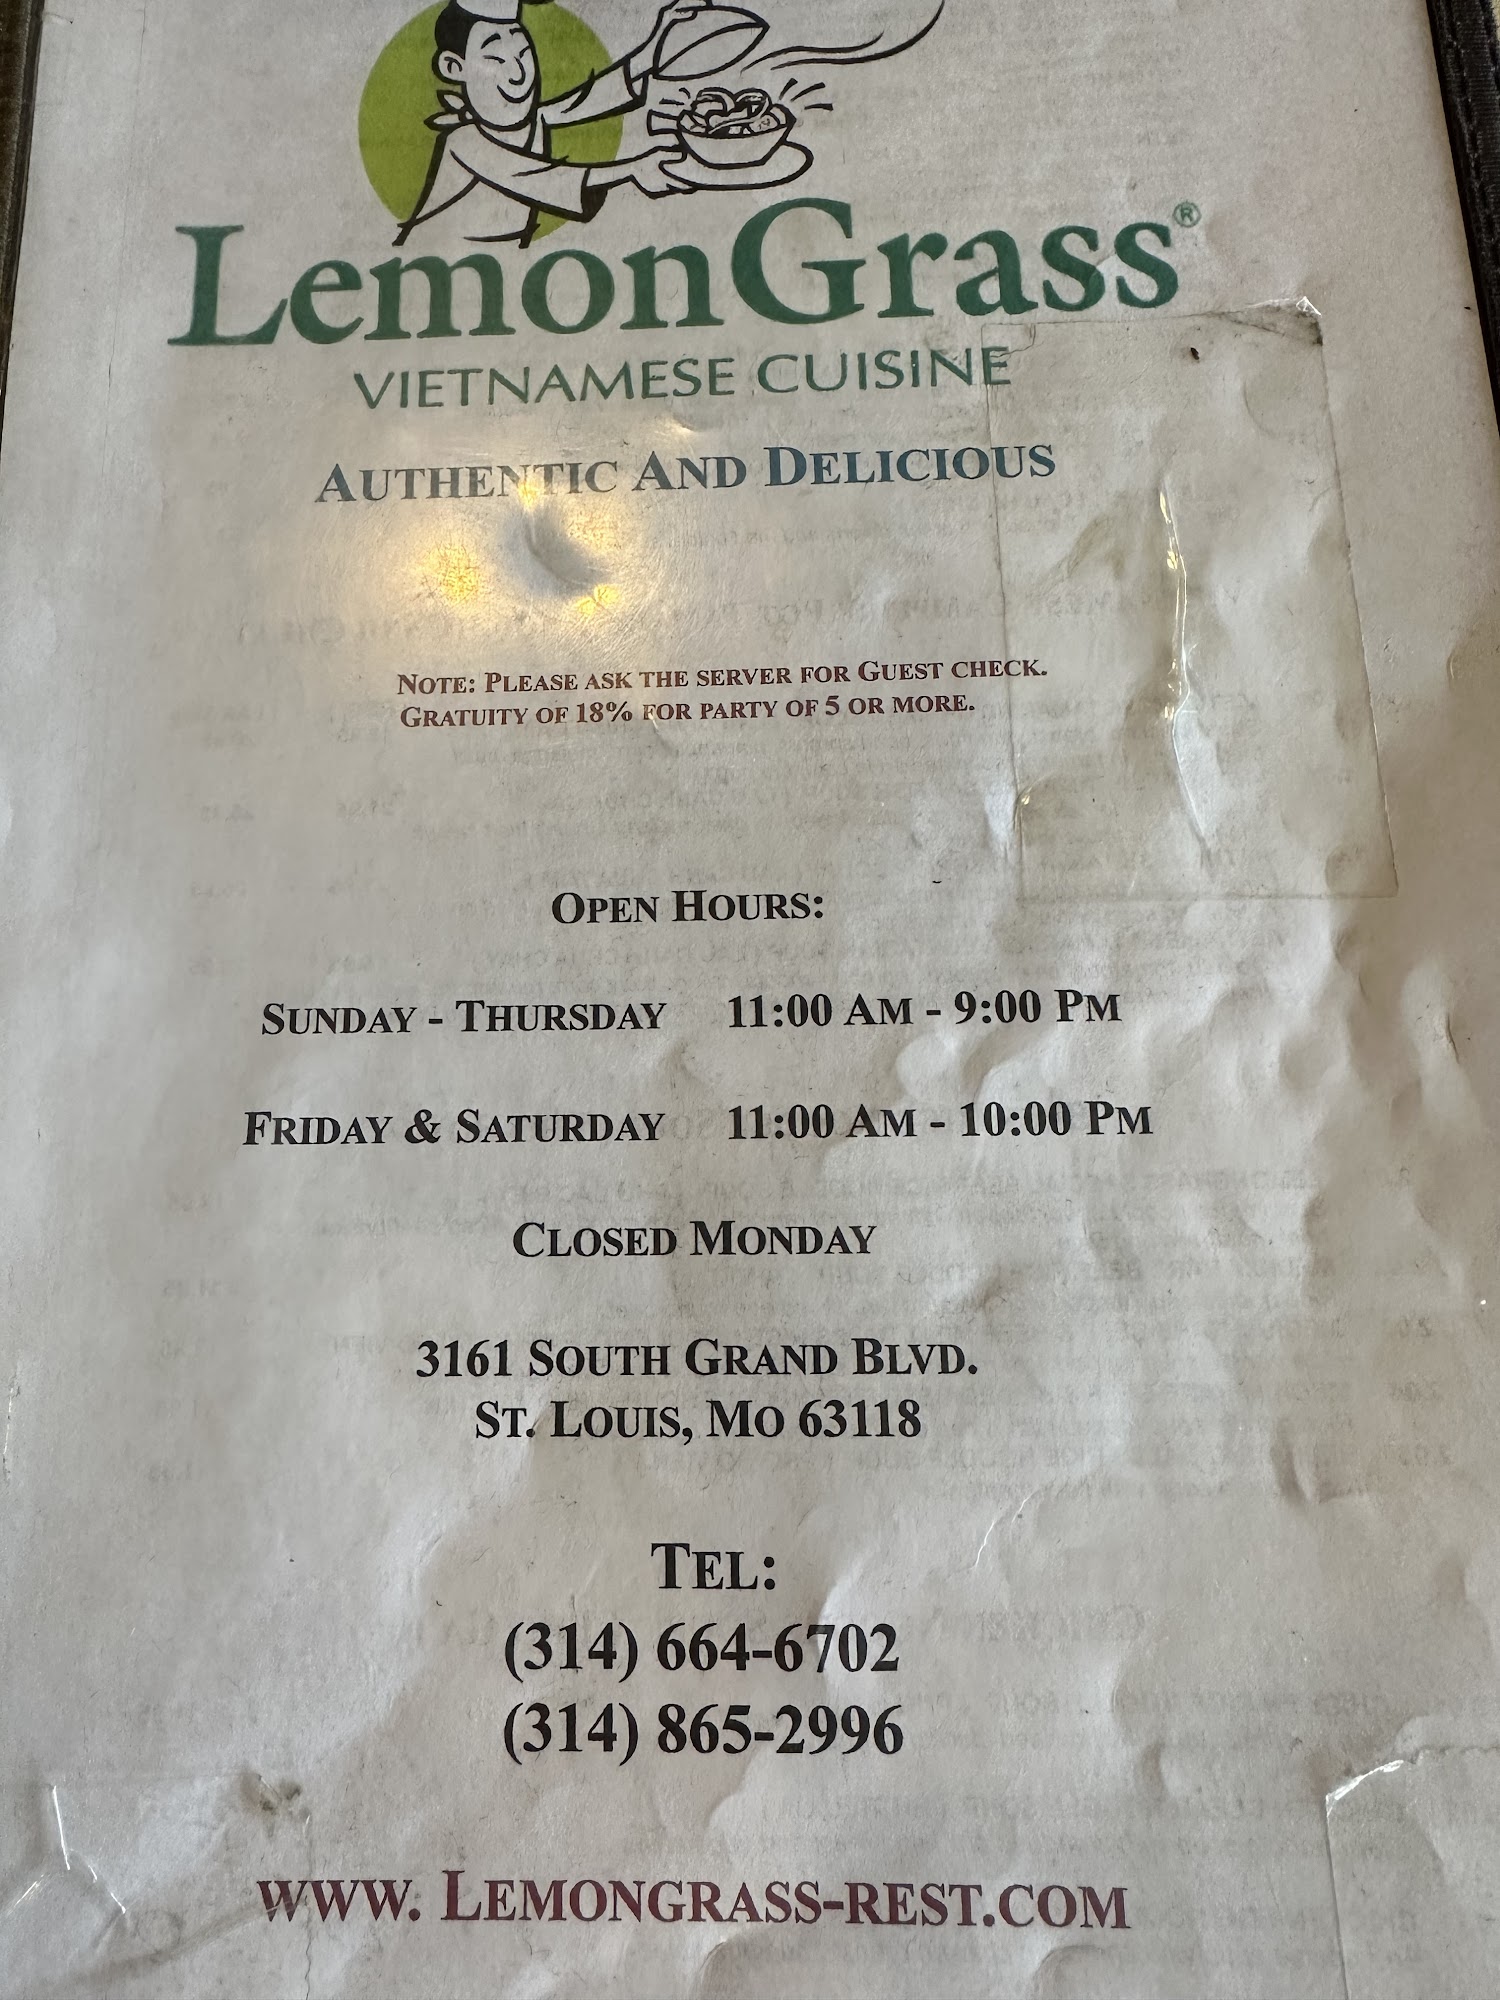 LemonGrass®
VIETNAMESE CUISINE
AUTHENTIC AND DELICIOUS
NOTE: PLEASE ASK THE SERVER FOR GUEST CHECK.
GRATUITY OF 18% FOR PARTY OF 5 OR MORE.
OPEN HOURS:
SUNDAY - THURSDAY 11:00 AM - 9:00 PM
FRIDAY & SATURDAY 11:00 AM - 10:00 PM
CLOSED MONDAY
3161 SOUTH GRAND BLVD.
ST. LOUIS, MO 63118
TEL:
(314) 664-6702
(314) 865-2996
WWW. LEMONGRASS-REST.COM